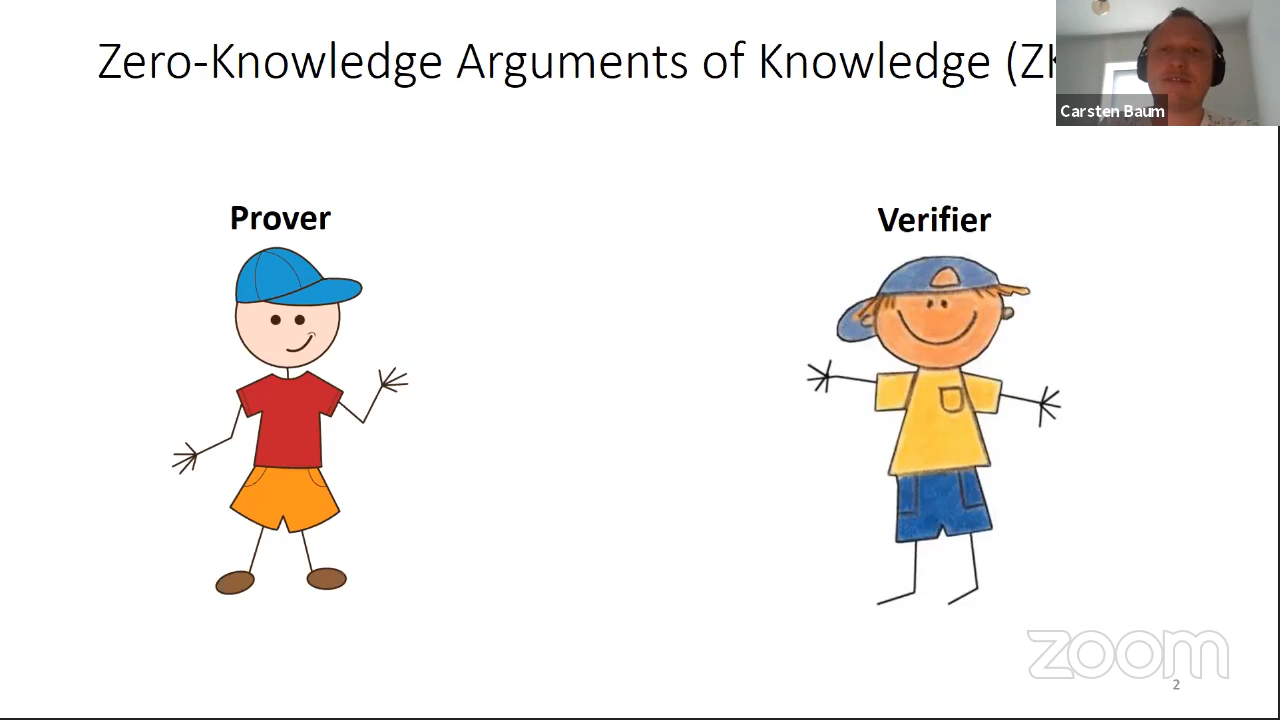 Zero-Knowledge Arguments of Knowledge (ZK
Carsten Baum
Prover
Verifier
zoom
2